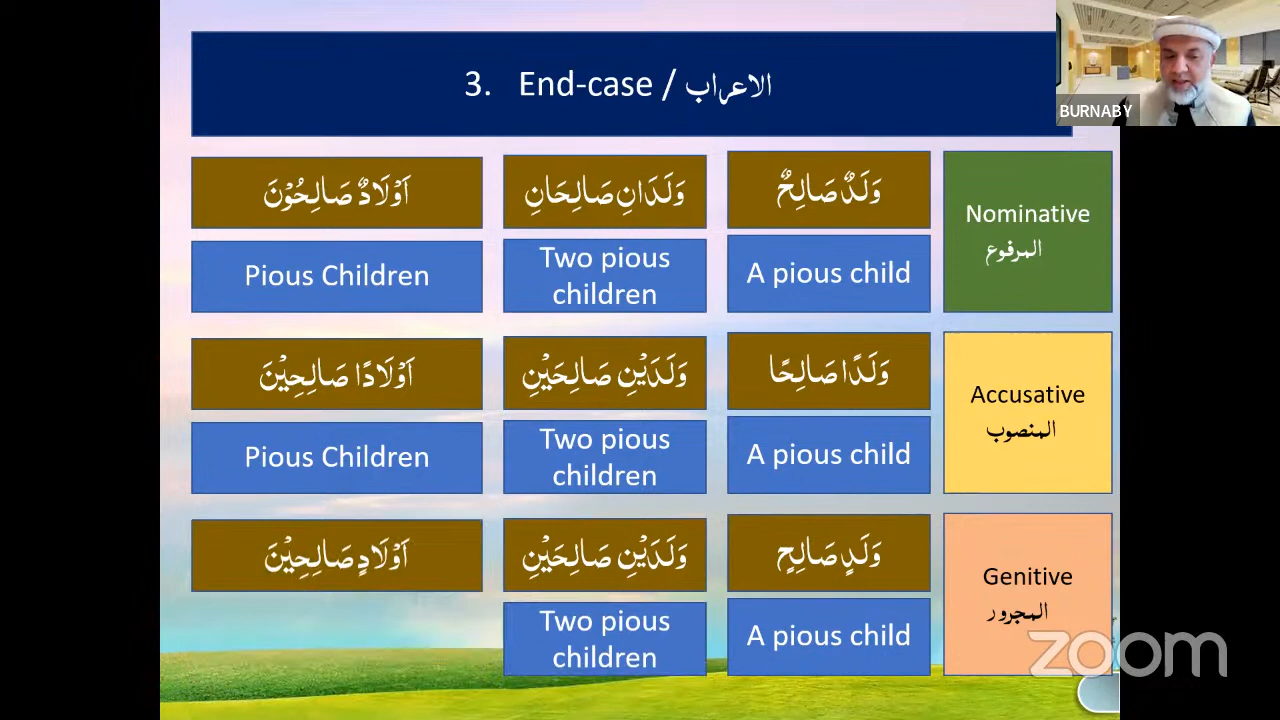 3. End-case / الاعراب
BURNABY
وَلَدٌ صَالِحٌ
وَلَدَانِ صَالِحَانِ
اَوْلَادٌ صَالِحُوْنَ
Nominative
المرفوع
A pious child
Two pious
children
Pious Children
وَلَدًا صَالِحًا
وَلَدَيْنِ صَالِحَيْنِ
اَوْلَادًا صَالِحِيْنَ
Accusative
المنصوب
A pious child
Two pious
children
Pious Children
وَلَدٍ صَالِحٍ
وَلَدَيْنِ صَالِحَيْنِ
اَوْلَادٍ صَالِحِيْنَ
Genitive
المجرور
A pious child
Two pious
children
zoom